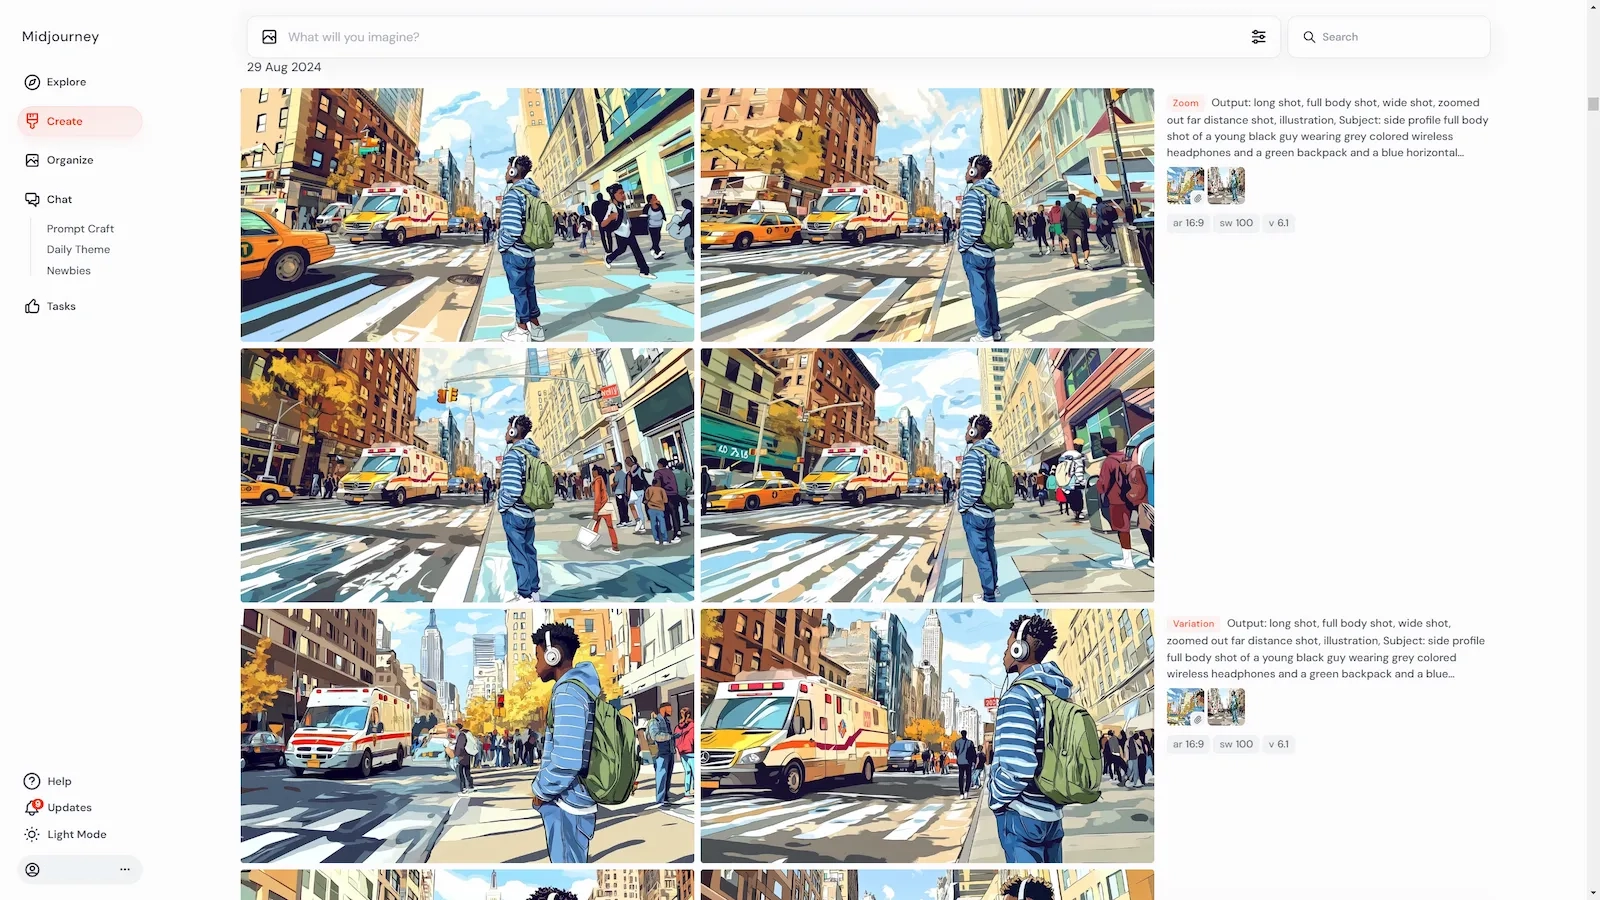 Midjourney
Explore
Create
Organize
Chat
Prompt Craft
Daily Theme
Newbies
Tasks
Help
9
Updates
Light Mode
What will you imagine?
Search
29 Aug 2024
Zoom Output: long shot, full body shot, wide shot, zoomed
out far distance shot, illustration, Subject: side profile full body
shot of a young black guy wearing grey colored wireless
headphones and a green backpack and a blue horizontal...
ar 16:9 sw 100 v 6.1
Variation Output: long shot, full body shot, wide shot,
zoomed out far distance shot, illustration, Subject: side profile
full body shot of a young black guy wearing grey colored
wireless headphones and a green backpack and a blue...
ar 16:9 sw 100 v 6.1